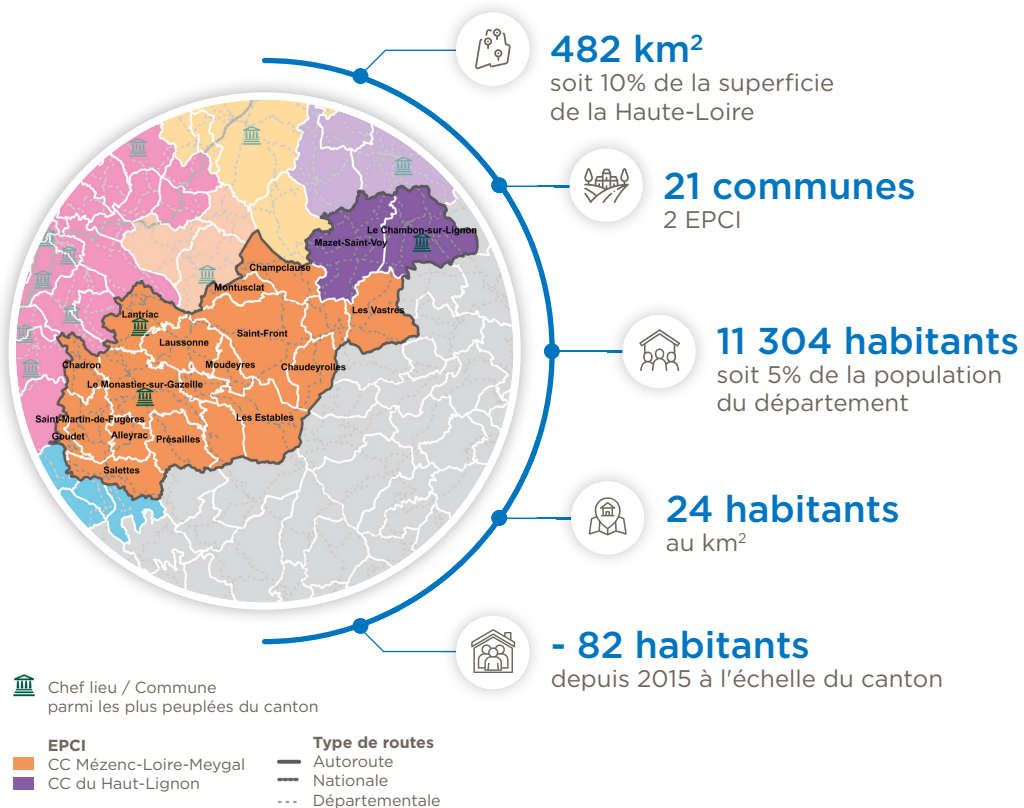 482 km²
soit 10% de la superficie
de la Haute-Loire
21 communes
2 EPCI
11 304 habitants
soit 5% de la population
du département
24 habitants
au km²
- 82 habitants
depuis 2015 à l'échelle du canton
Le Chambon-sur-Lignon
Mazet-Saint-Voy
Champclause
Montusclat
Les Vastres
Lantriac
Saint-Front
Laussonne
Chadron
Moudeyres
Chaudeyrolles
Le Monastier-sur-Gazeille
Saint-Martin-de-Fugères
Les Estables
Goudet
Alleyrac
Présailles
Salettes
Chef lieu / Commune
parmi les plus peuplées du canton
EPCI
CC Mézenc-Loire-Meygal
CC du Haut-Lignon
Type de routes
Autoroute
Nationale
Départementale